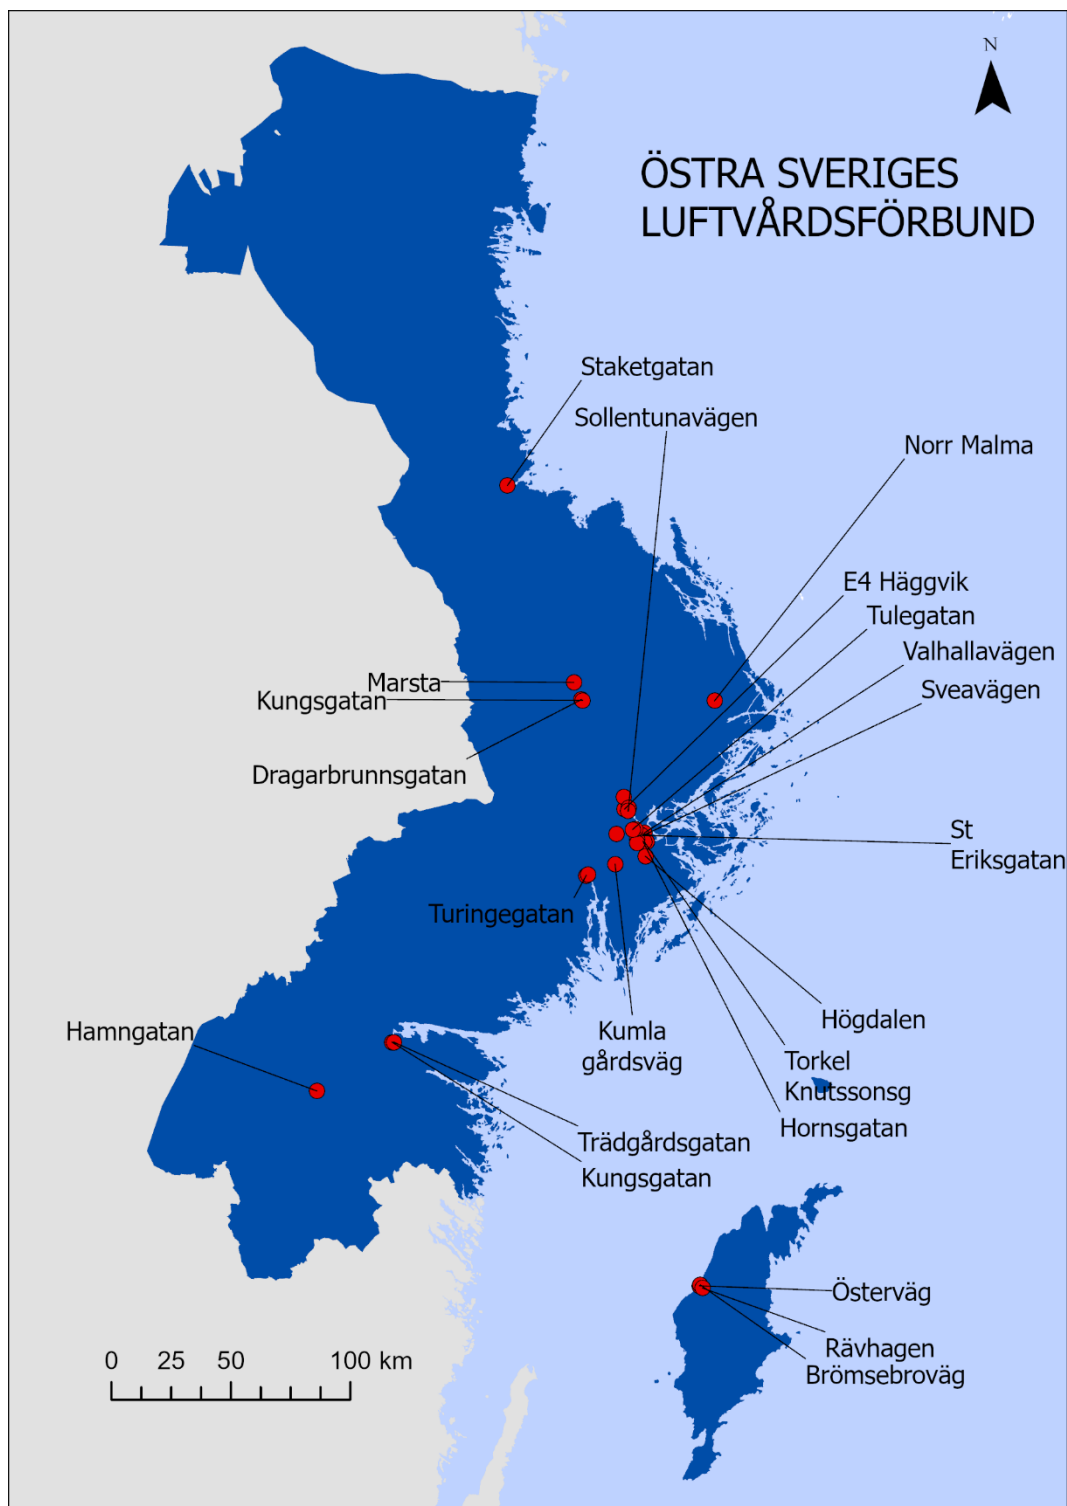 N
ÖSTRA SVERIGES
LUFTVÅRDSFÖRBUND
Staketgatan
Sollentunavägen
Norr Malma
E4 Häggvik
Tulegatan
Valhallavägen
Marsta
Sveavägen
Kungsgatan
Dragarbrunnsgatan
St
Eriksgatan
Turingegatan
Högdalen
Hamngatan
Kumla
gårdsväg
Torkel
Knutssonsg
Hornsgatan
Trädgårdsgatan
Kungsgatan
Österväg
Rävhagen
Brömsebroväg
0 25 50 100 km